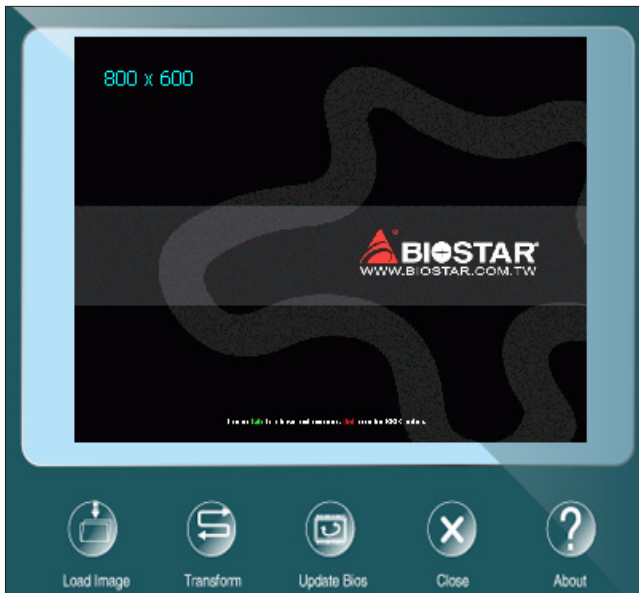 800 x 600
BIOSTAR®
WWW.BIOSTAR.COM.TW
Load Image
Transform
Update Bios
Close
About